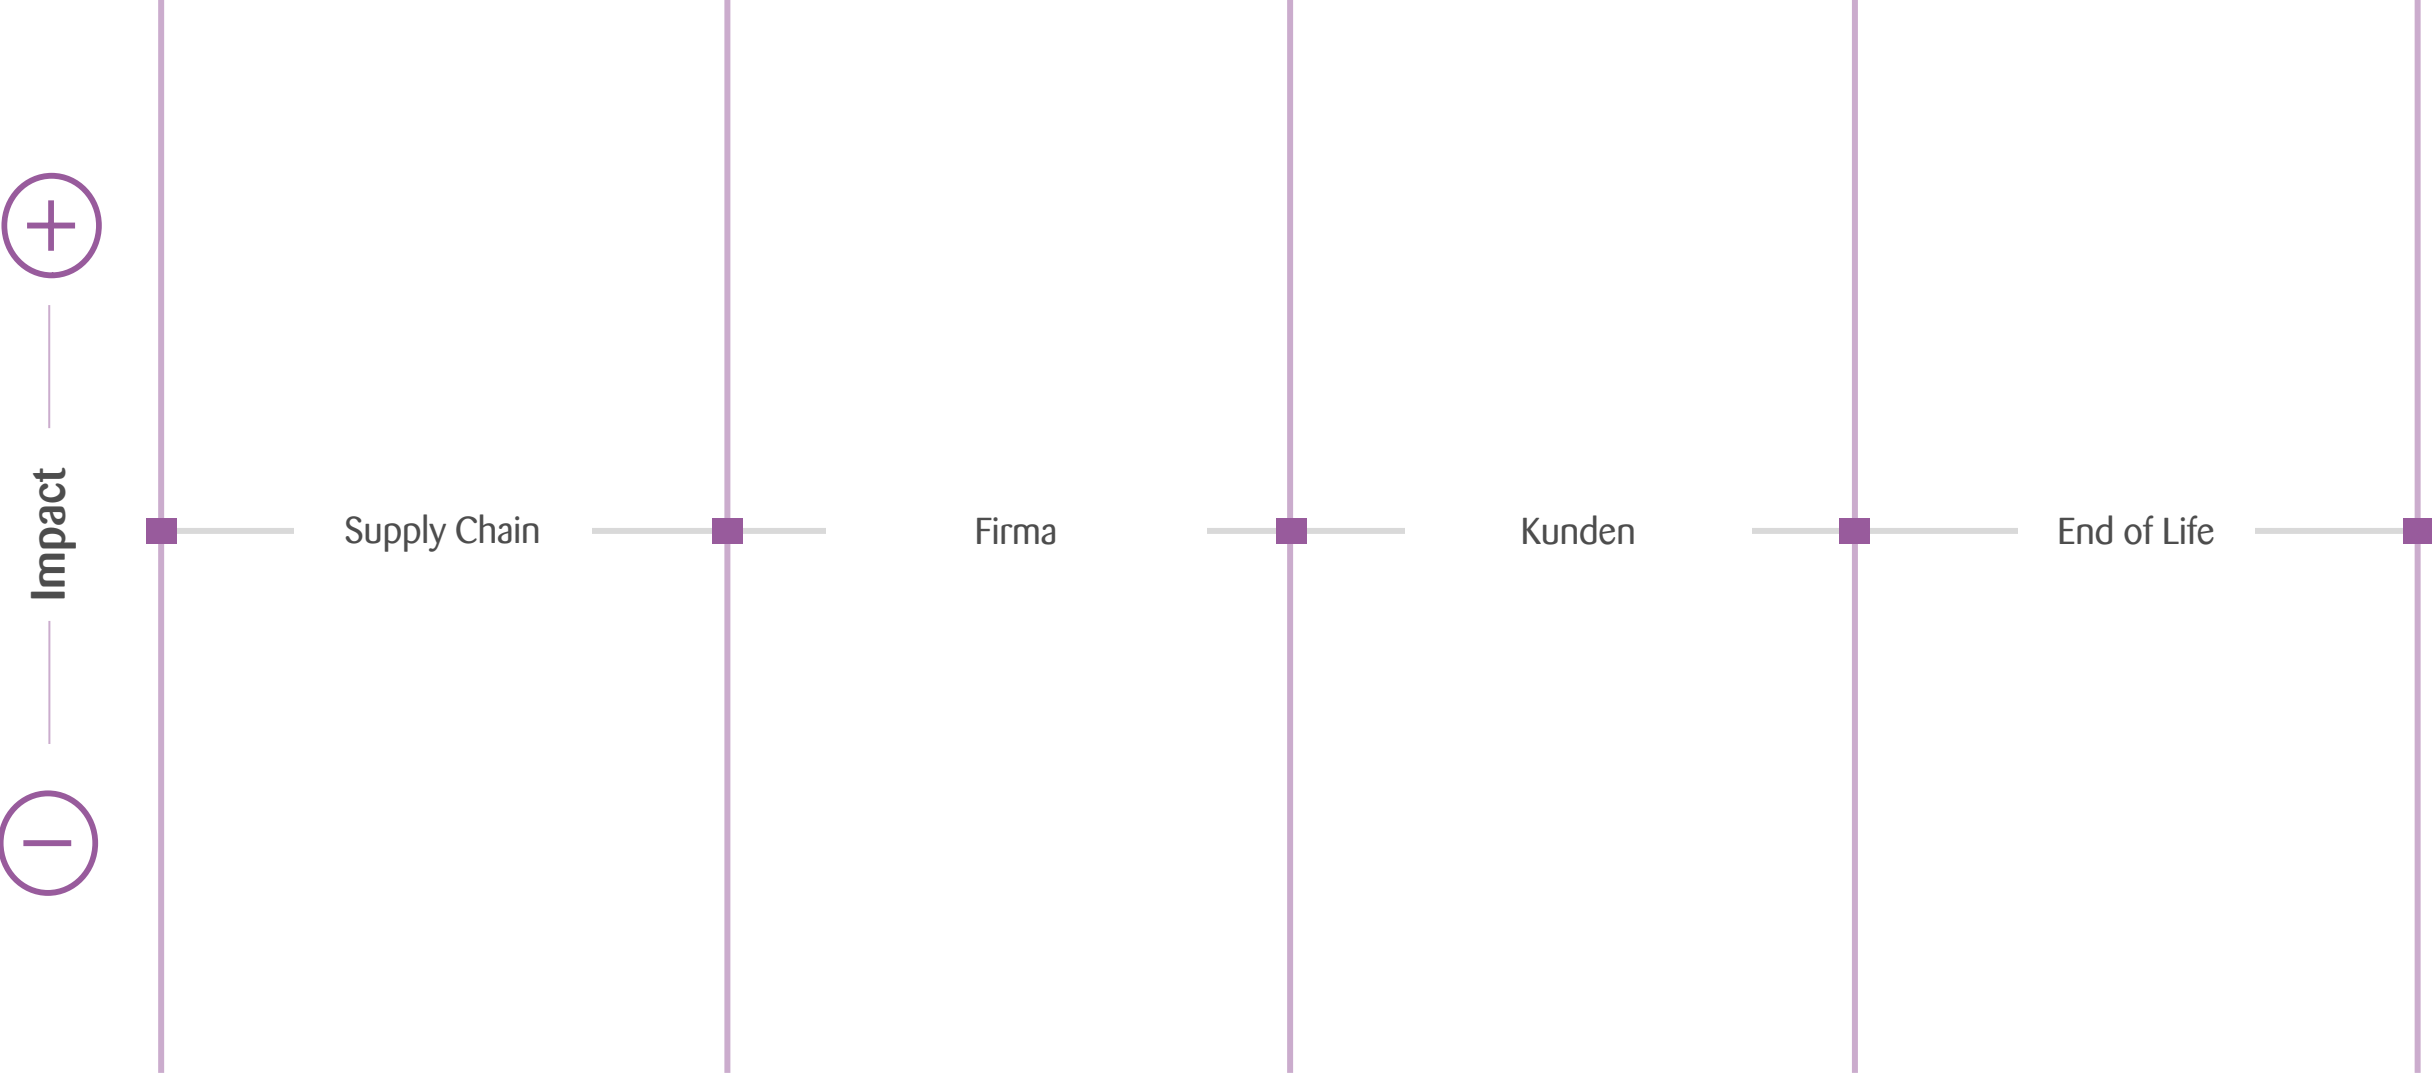 Impact
Supply Chain
Firma
Kunden
End of Life